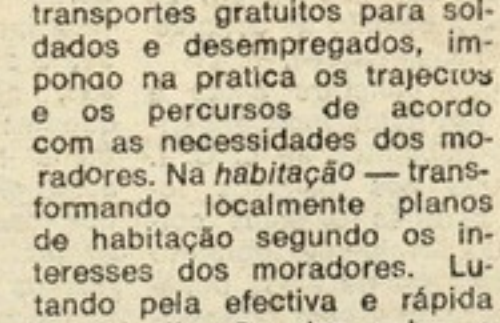 transportes gratuitos para sol-
dados e desempregados, im-
pondo na pratica os trajectos
e os percursos de acordo
com as necessidades dos mo-
radores. Na habitação — trans-
formando localmente planos
de habitação segundo os in-
teresses dos moradores. Lu-
tando pela efectiva e rápida